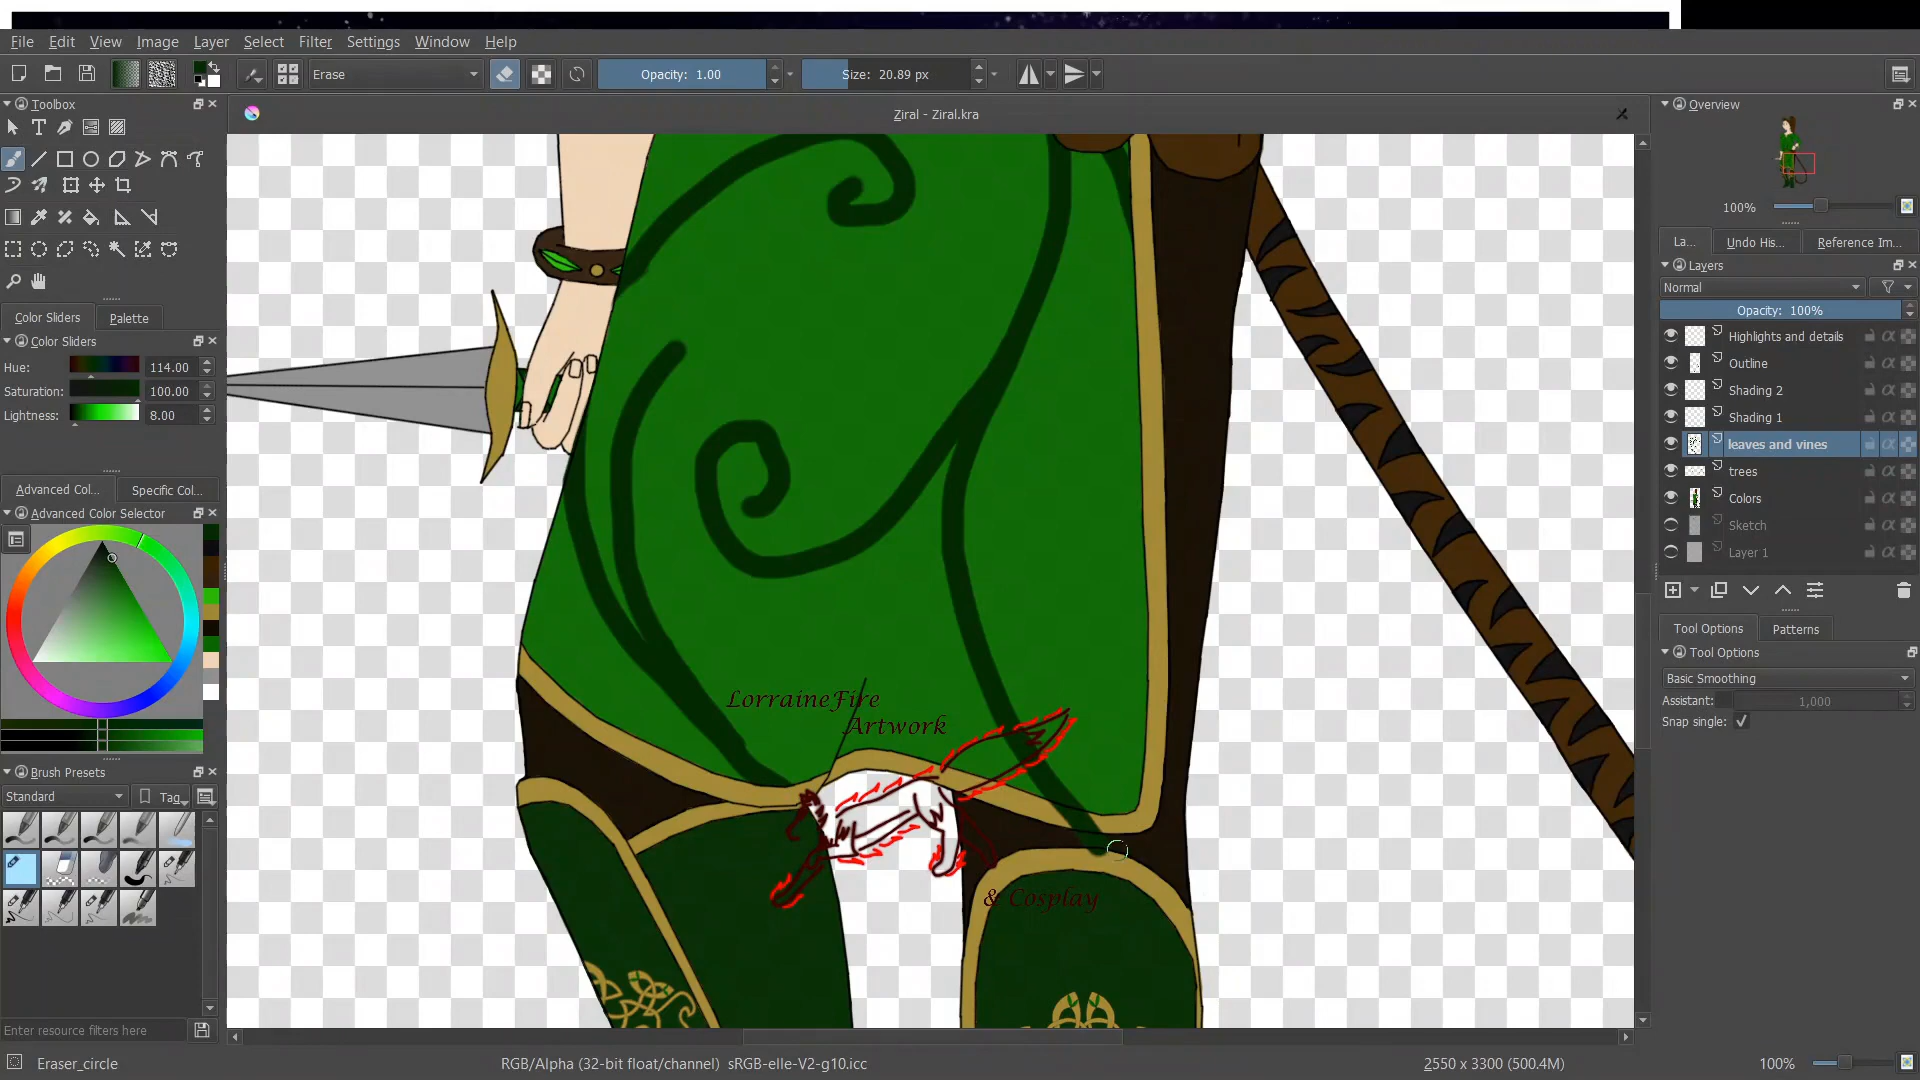 File Edit View Image Layer Select Filter Settings Window Help
Erase Opacity: 1.00 Size: 20.89 px
Toolbox
Ziral - Ziral.kra
Overview
100%
La... Undo His... Reference Im...
Layers
Normal
Opacity: 100%
Highlights and details
Outline
Shading 2
Shading 1
leaves and vines
trees
Colors
Sketch
Layer 1
Tool Options Patterns
Tool Options
Basic Smoothing
Assistant: 1,000
Snap single:
Color Sliders Palette
Color Sliders
Hue: 114.00
Saturation: 100.00
Lightness: 8.00
Advanced Col... Specific Col...
Advanced Color Selector
Brush Presets
Standard Tag
Enter resource filters here
LorraineFire
Artwork
& Cosplay
Eraser_circle RGB/Alpha (32-bit float/channel) sRGB-elle-V2-g10.icc 2550 x 3300 (500.4M) 100%